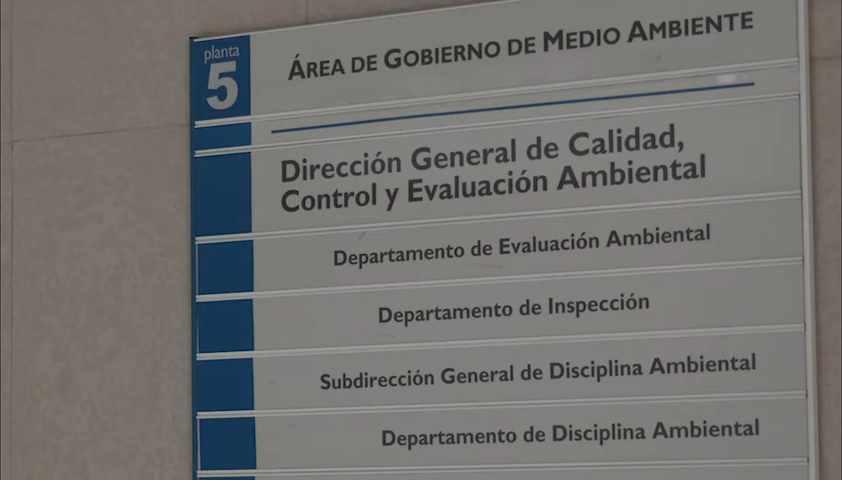 planta
5
ÁREA DE GOBIERNO DE MEDIO AMBIENTE
Dirección General de Calidad,
Control y Evaluación Ambiental
Departamento de Evaluación Ambiental
Departamento de Inspección
Subdirección General de Disciplina Ambiental
Departamento de Disciplina Ambiental